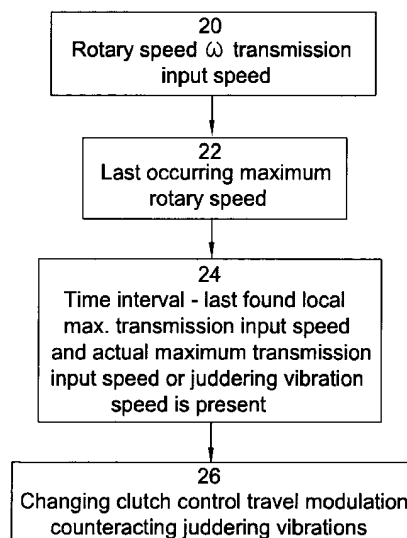 20
Rotary speed ω transmission
input speed
22
Last occurring maximum
rotary speed
24
Time interval - last found local
max. transmission input speed
and actual maximum transmission
input speed or juddering vibration
speed is present
26
Changing clutch control travel modulation
counteracting juddering vibrations